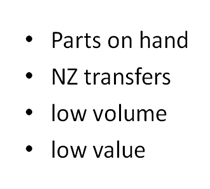 • Parts on hand
• NZ transfers
• low volume
• low value